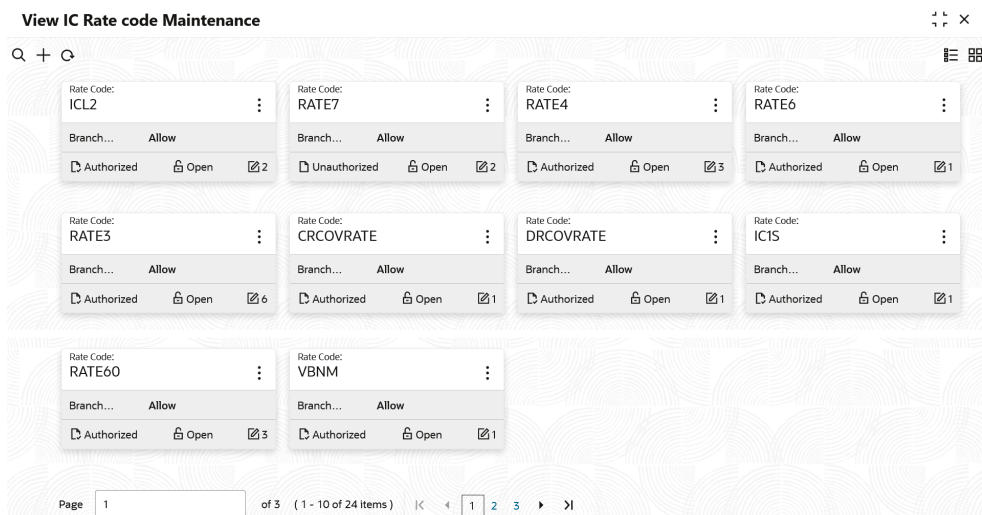 View IC Rate code Maintenance
Rate Code: Rate Code: Rate Code: Rate Code:
ICL2 RATE7 RATE4 RATE6
Branch... Allow Branch... Allow Branch... Allow Branch... Allow
Authorized Open 2 Unauthorized Open 2 Authorized Open 3 Authorized Open 1
Rate Code: Rate Code: Rate Code: Rate Code:
RATE3 CRCOVRATE DRCOVRATE IC1S
Branch... Allow Branch... Allow Branch... Allow Branch... Allow
Authorized Open 6 Authorized Open 1 Authorized Open 1 Authorized Open 1
Rate Code: Rate Code:
RATE60 VBNM
Branch... Allow Branch... Allow
Authorized Open 3 Authorized Open 1
Page 1 of 3 ( 1 - 10 of 24 items ) 1 2 3